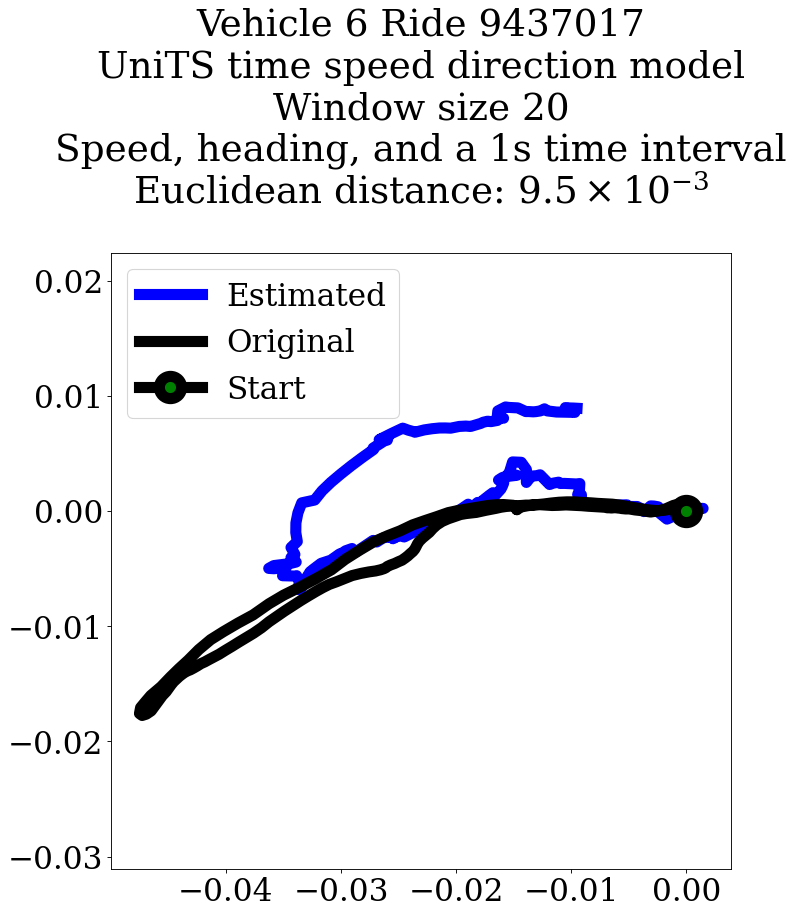 Vehicle 6 Ride 9437017
UniTS time speed direction model
Window size 20
Speed, heading, and a 1s time interval
Euclidean distance: 9.5 × 10⁻³
Estimated
Original
Start
0.02
0.01
0.00
−0.01
−0.02
−0.03
−0.04 −0.03 −0.02 −0.01 0.00